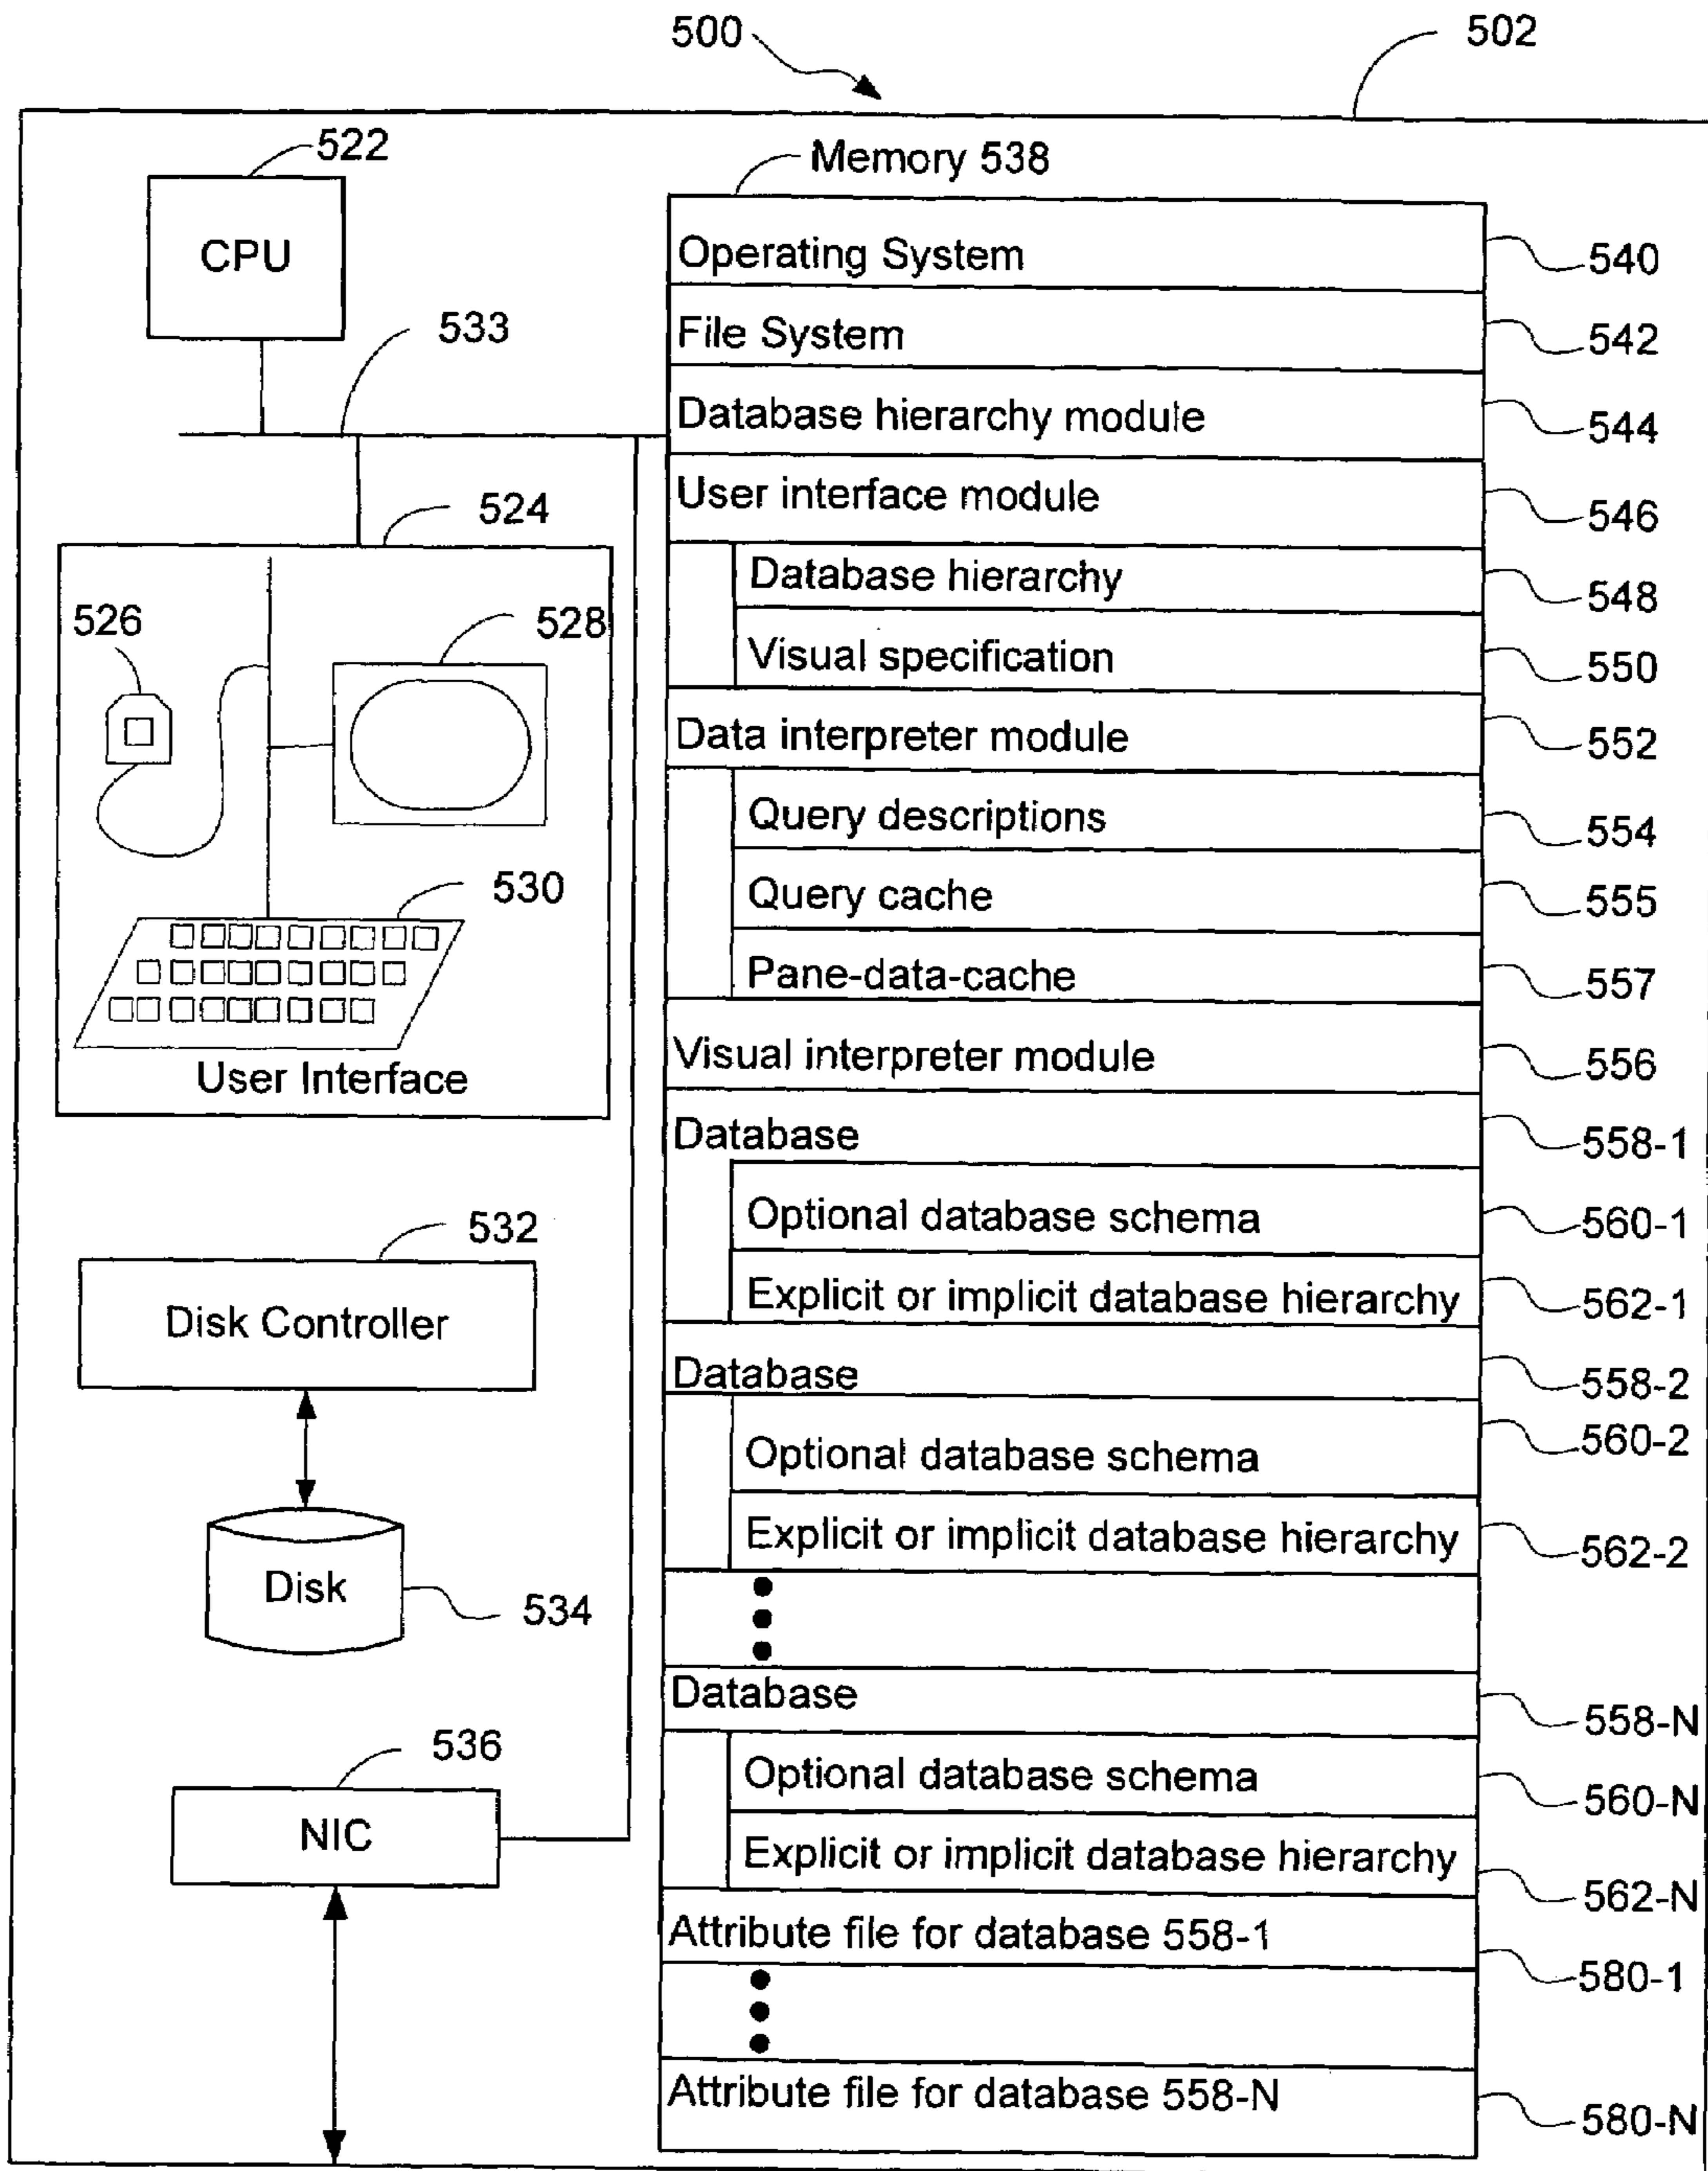 500
502
522
Memory 538
CPU
Operating System
540
533
File System
542
Database hierarchy module
544
User interface module
546
524
Database hierarchy
548
526
528
Visual specification
550
Data interpreter module
552
Query descriptions
554
530
Query cache
555
Pane-data-cache
557
User Interface
Visual interpreter module
556
Database
558-1
Optional database schema
560-1
532
Explicit or implicit database hierarchy
562-1
Disk Controller
Database
558-2
Optional database schema
560-2
Explicit or implicit database hierarchy
562-2
Disk
534
Database
558-N
536
Optional database schema
560-N
NIC
Explicit or implicit database hierarchy
562-N
Attribute file for database 558-1
580-1
Attribute file for database 558-N
580-N